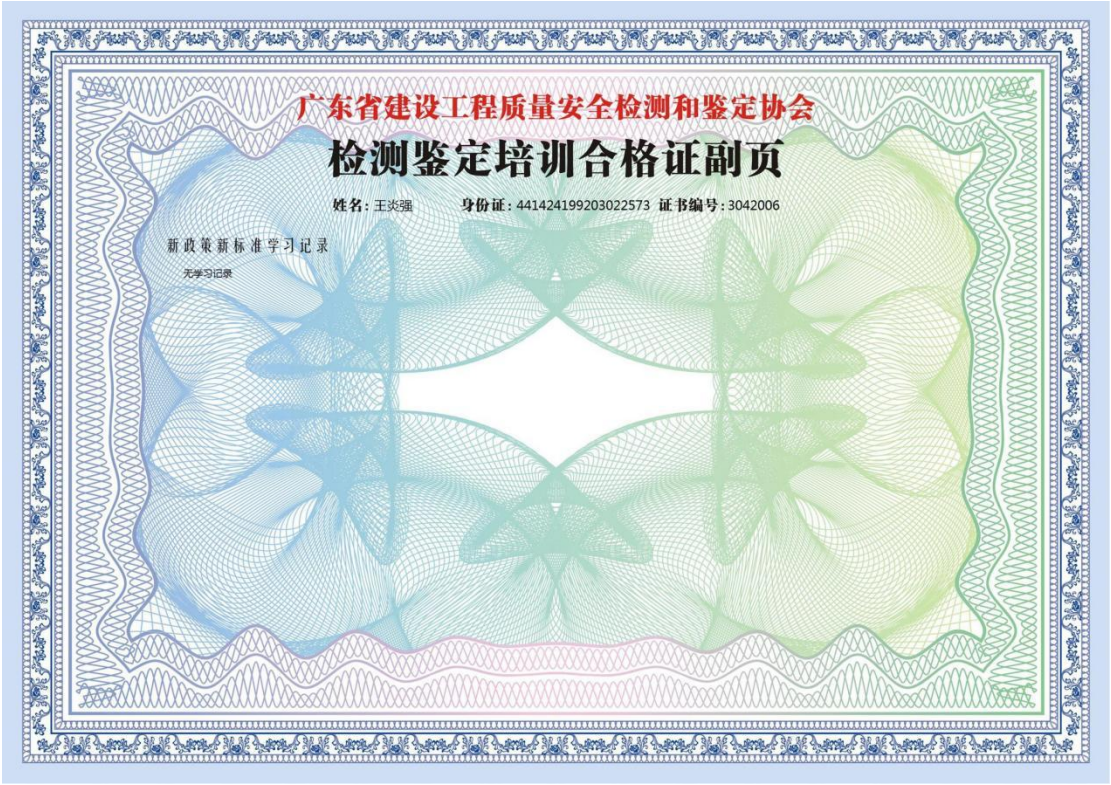 广东省建设工程质量安全检测和鉴定协会
检测鉴定培训合格证副页
姓名: 王炎强 身份证: 441424199203022573 证书编号: 3042006
新政策新标准学习记录
无学习记录